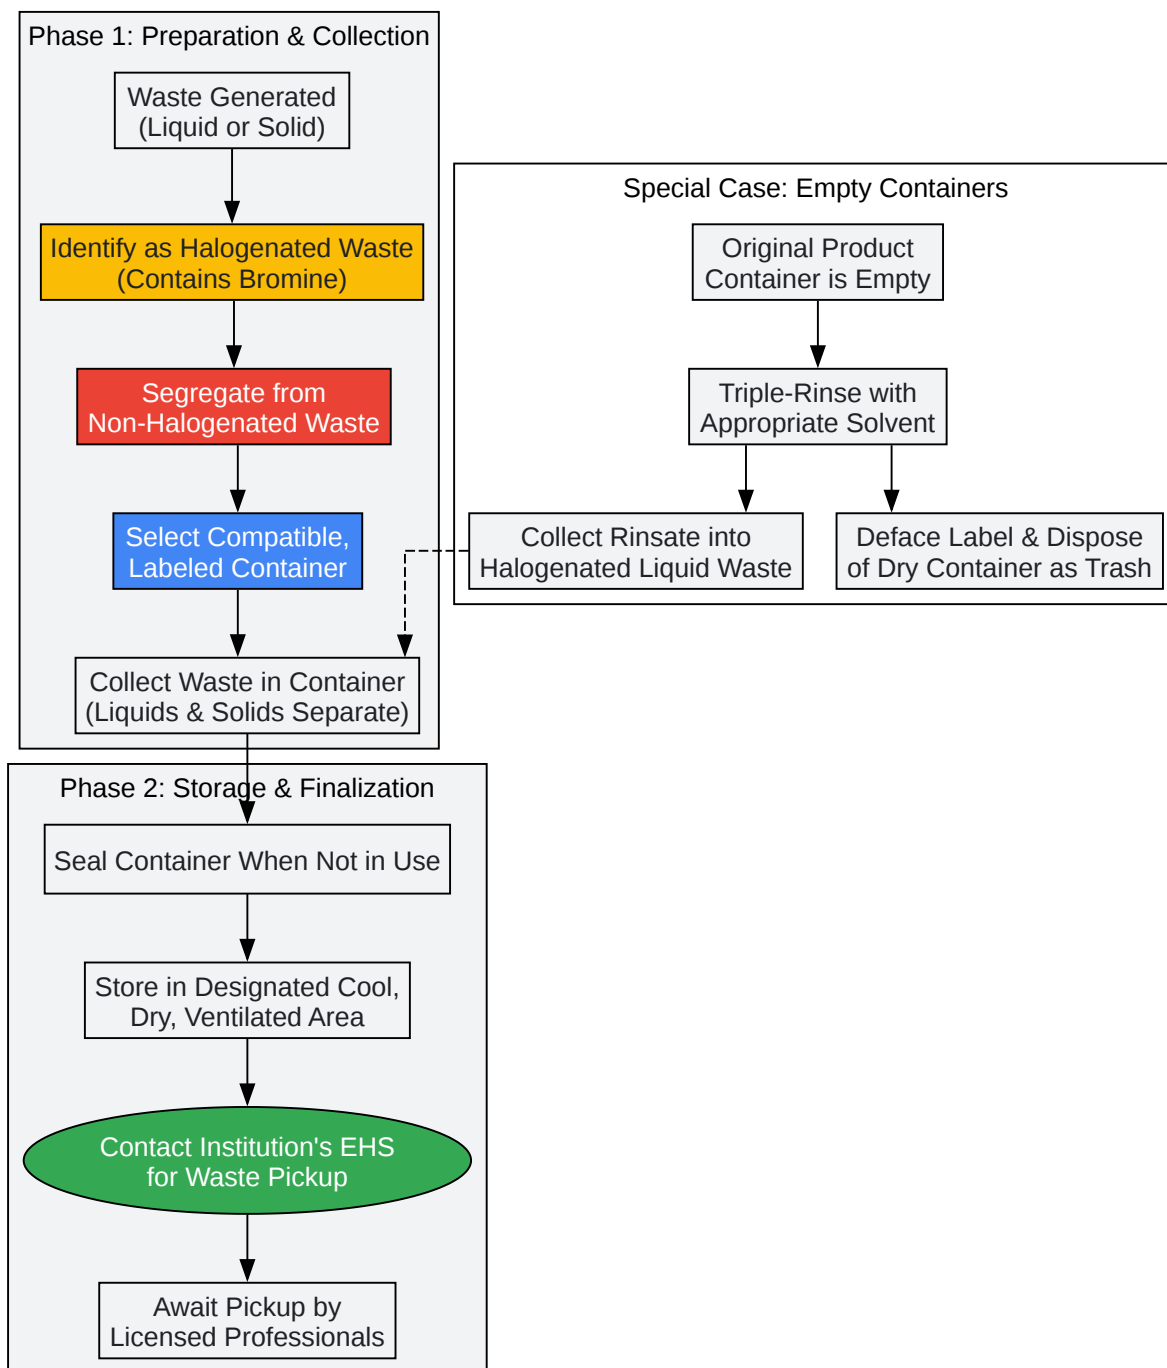 Phase 1: Preparation & Collection
Waste Generated
(Liquid or Solid)
Identify as Halogenated Waste
(Contains Bromine)
Segregate from
Non-Halogenated Waste
Select Compatible,
Labeled Container
Collect Waste in Container
(Liquids & Solids Separate)
Special Case: Empty Containers
Original Product
Container is Empty
Triple-Rinse with
Appropriate Solvent
Collect Rinsate into
Halogenated Liquid Waste
Deface Label & Dispose
of Dry Container as Trash
Phase 2: Storage & Finalization
Seal Container When Not in Use
Store in Designated Cool,
Dry, Ventilated Area
Contact Institution's EHS
for Waste Pickup
Await Pickup by
Licensed Professionals